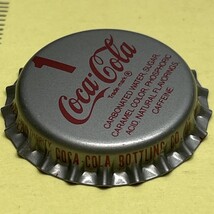 1
Coca-Cola
Trade mark ®
CARBONATED WATER, SUGAR,
CARAMEL COLOR, PHOSPHORIC
ACID, NATURAL FLAVORINGS,
CAFFEINE
COCA COLA BOTTLING CO